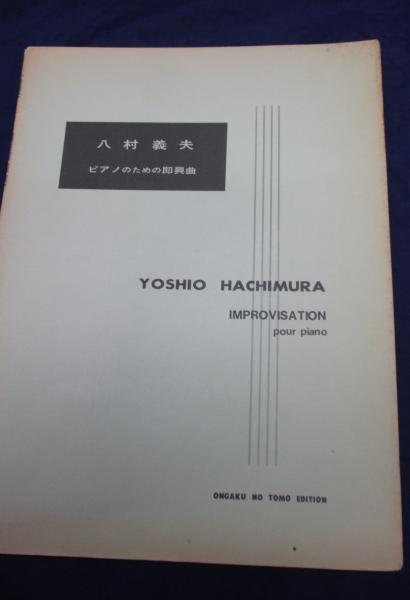 八村義夫
ピアノのための即興曲
YOSHIO HACHIMURA
IMPROVISATION
pour piano
ONGAKU NO TOMO EDITION